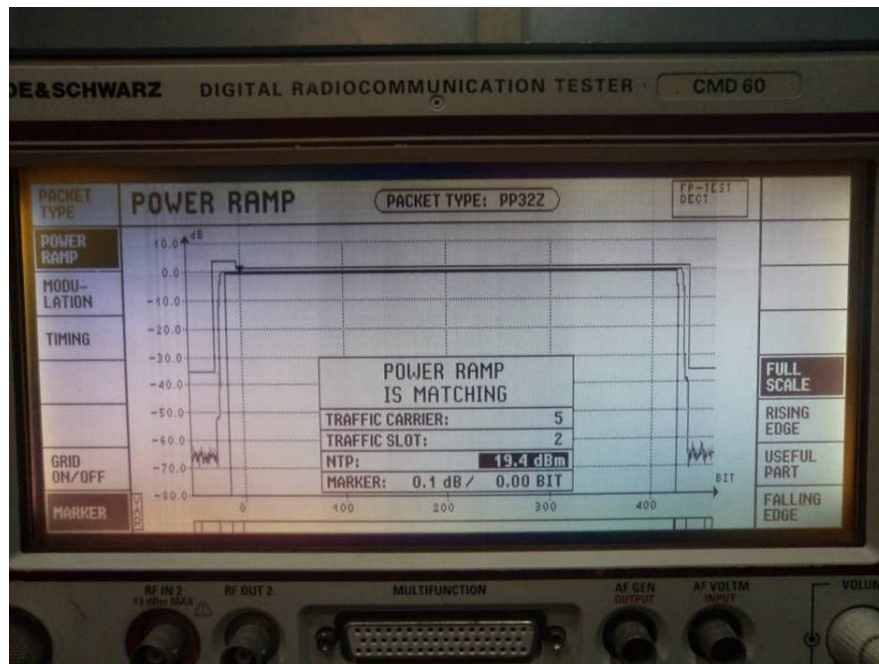 DE&SCHWARZ DIGITAL RADIOCOMMUNICATION TESTER · CMD 60
PACKET
TYPE
POWER RAMP
PACKET TYPE: PP32Z
FP-TEST
DECT
POWER
RAMP
MODU-
LATION
TIMING
GRID
ON/OFF
MARKER
dB
10.0
0.0
-10.0
-20.0
-30.0
-40.0
-50.0
-60.0
-70.0
-80.0
POWER RAMP
IS MATCHING
TRAFFIC CARRIER: 5
TRAFFIC SLOT: 2
NTP: 19.4 dBm
MARKER: 0.1 dB / 0.00 BIT
BIT
0 100 200 300 400
FULL
SCALE
RISING
EDGE
USEFUL
PART
FALLING
EDGE
RF IN 2
13 dBm MAX
RF OUT 2
MULTIFUNCTION
AF GEN
OUTPUT
AF VOLTM
INPUT
VOLUM